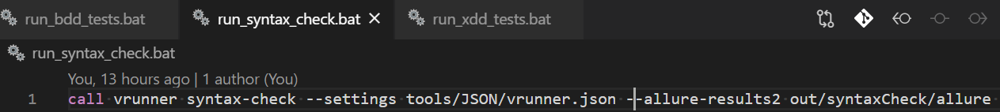 run_bdd_tests.bat run_syntax_check.bat run_xdd_tests.bat
run_syntax_check.bat
You, 13 hours ago | 1 author (You)
1 call vrunner syntax-check --settings tools/JSON/vrunner.json --allure-results2 out/syntaxCheck/allure